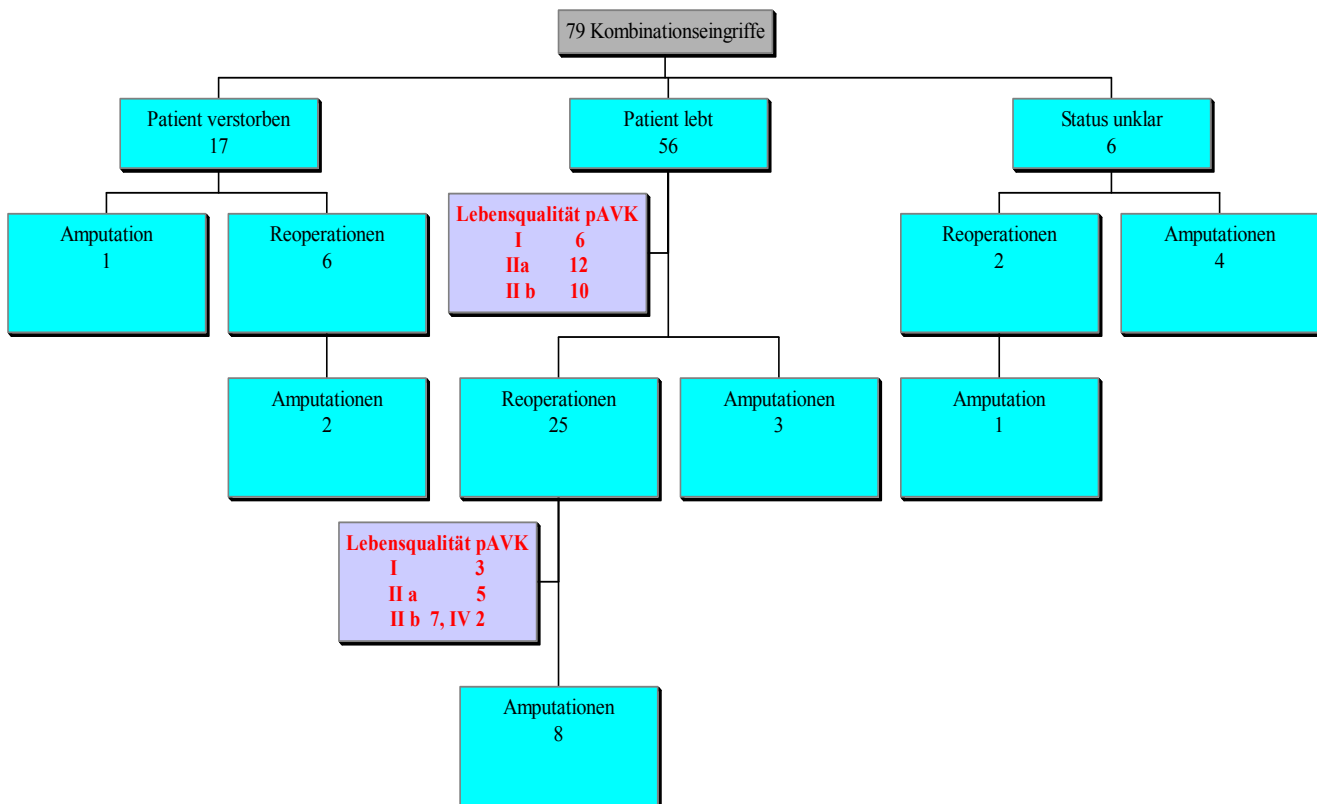 79 Kombinationseingriffe
Patient verstorben
17
Patient lebt
56
Status unklar
6
Amputation
1
Reoperationen
6
Lebensqualität pAVK
I 6
IIa 12
II b 10
Reoperationen
2
Amputationen
4
Amputationen
2
Reoperationen
25
Amputationen
3
Amputation
1
Lebensqualität pAVK
I 3
II a 5
II b 7, IV 2
Amputationen
8